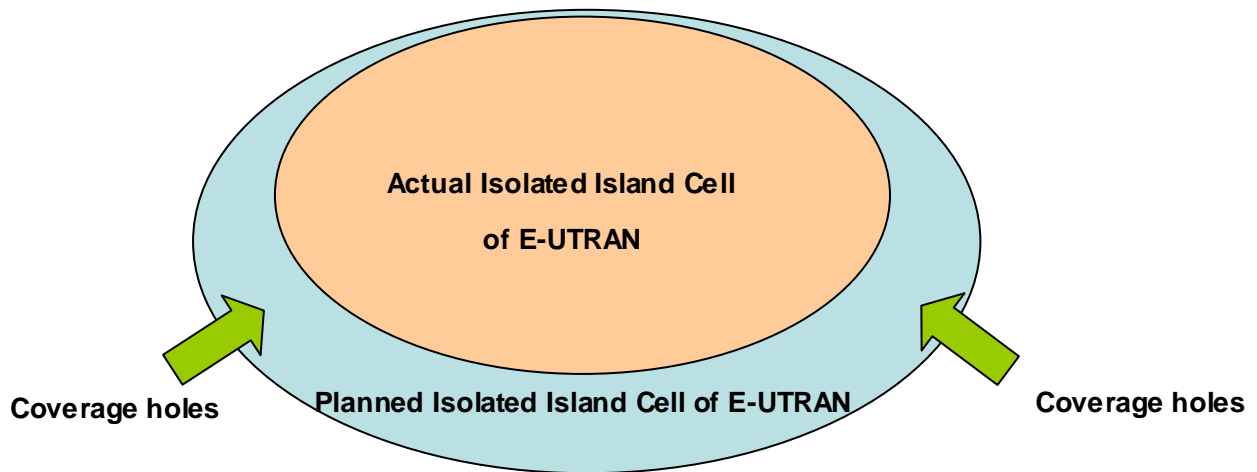 Actual Isolated Island Cell
of E-UTRAN
Coverage holes
Planned Isolated Island Cell of E-UTRAN
Coverage holes